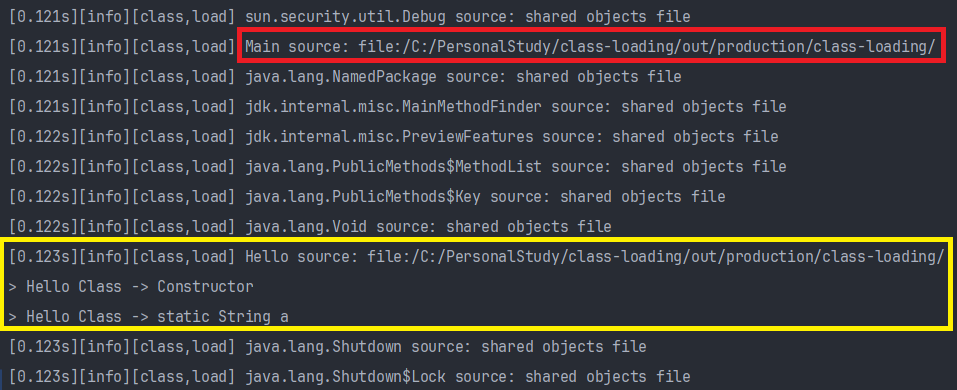 [0.121s][info][class,load] sun.security.util.Debug source: shared objects file
[0.121s][info][class,load] Main source: file:/C:/PersonalStudy/class-loading/out/production/class-loading/
[0.121s][info][class,load] java.lang.NamedPackage source: shared objects file
[0.121s][info][class,load] jdk.internal.misc.MainMethodFinder source: shared objects file
[0.122s][info][class,load] jdk.internal.misc.PreviewFeatures source: shared objects file
[0.122s][info][class,load] java.lang.PublicMethods$MethodList source: shared objects file
[0.122s][info][class,load] java.lang.PublicMethods$Key source: shared objects file
[0.122s][info][class,load] java.lang.Void source: shared objects file
[0.123s][info][class,load] Hello source: file:/C:/PersonalStudy/class-loading/out/production/class-loading/
> Hello Class -> Constructor
> Hello Class -> static String a
[0.123s][info][class,load] java.lang.Shutdown source: shared objects file
[0.123s][info][class,load] java.lang.Shutdown$Lock source: shared objects file